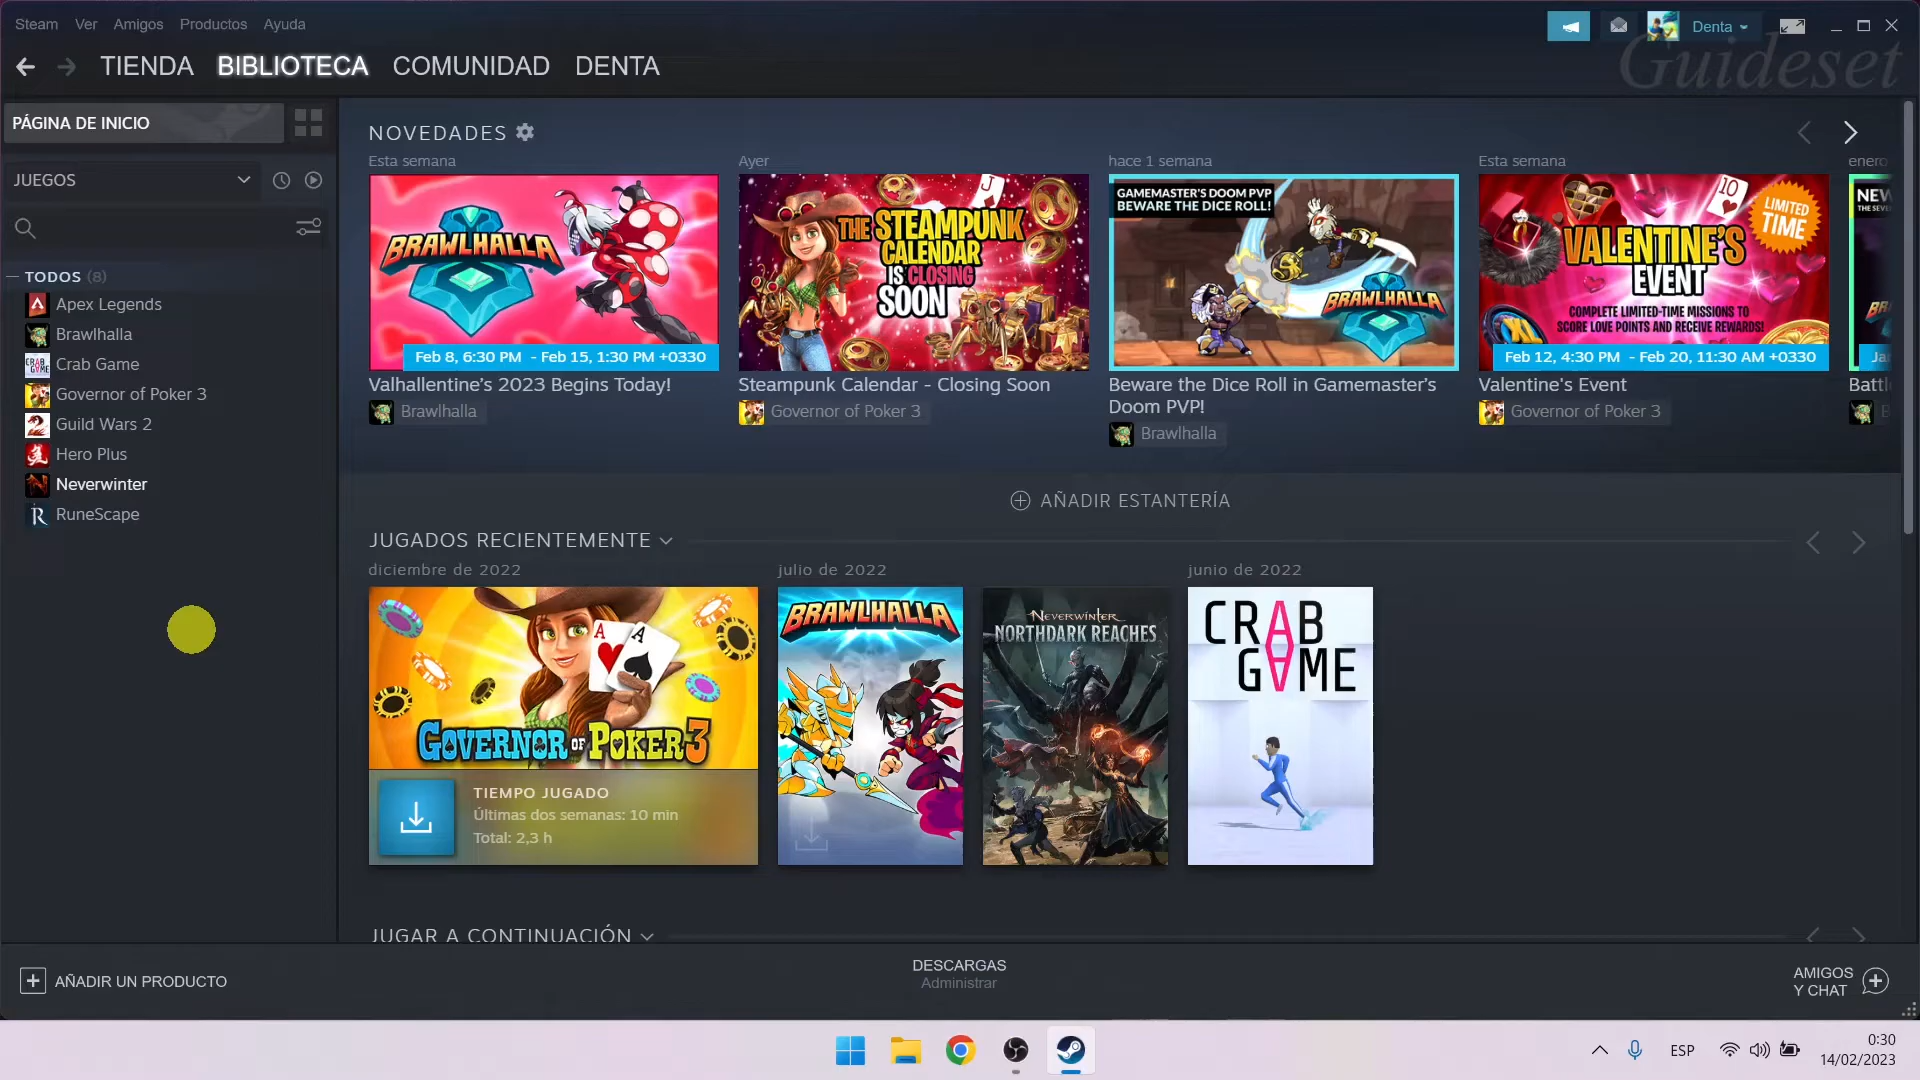 Steam Ver Amigos Productos Ayuda
Denta
Guideset
TIENDA BIBLIOTECA COMUNIDAD DENTA
PÁGINA DE INICIO
JUEGOS
TODOS (8)
Apex Legends
Brawlhalla
Crab Game
Governor of Poker 3
Guild Wars 2
Hero Plus
Neverwinter
RuneScape
NOVEDADES
Esta semana
BRAWLHALLA
Feb 8, 6:30 PM - Feb 15, 1:30 PM +0330
Valhallentine's 2023 Begins Today!
Brawlhalla
Ayer
J
THE STEAMPUNK
CALENDAR
IS CLOSING
SOON
Steampunk Calendar - Closing Soon
Governor of Poker 3
hace 1 semana
GAMEMASTER'S DOOM PVP
BEWARE THE DICE ROLL!
BRAWLHALLA
Beware the Dice Roll in Gamemaster's
Doom PVP!
Brawlhalla
Esta semana
10
LIMITED
TIME
VALENTINE'S
EVENT
COMPLETE LIMITED-TIME MISSIONS TO
SCORE LOVE POINTS AND RECEIVE REWARDS!
Feb 12, 4:30 PM - Feb 20, 11:30 AM +0330
Valentine's Event
Governor of Poker 3
enero
NEW
Battl
AÑADIR ESTANTERÍA
JUGADOS RECIENTEMENTE
diciembre de 2022
A A
GOVERNOR OF POKER 3
TIEMPO JUGADO
Últimas dos semanas: 10 min
Total: 2,3 h
julio de 2022
BRAWLHALLA
NEVERWINTER
NORTHDARK REACHES
junio de 2022
CRAB
GAME
JUGAR A CONTINUACIÓN
AÑADIR UN PRODUCTO
DESCARGAS
Administrar
AMIGOS
Y CHAT
ESP
0:30
14/02/2023